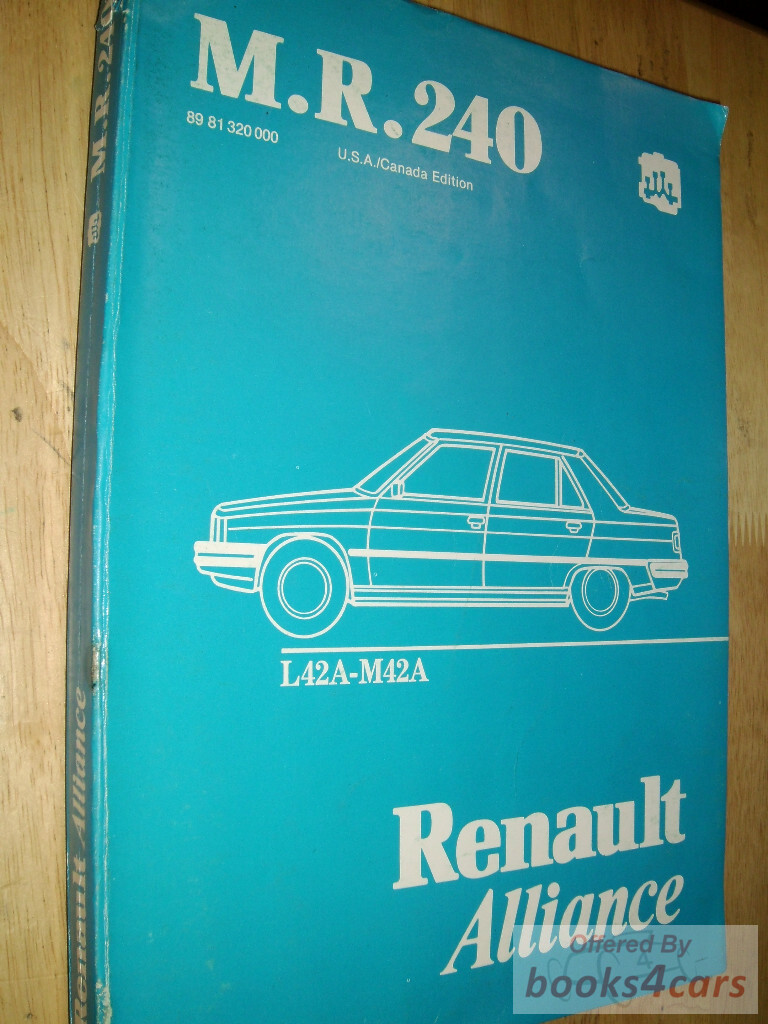 M.R.240
89 81 320 000
U.S.A./Canada Edition
L42A-M42A
Renault
Alliance
M.R.240
Renault Alliance
Offered By
books4cars